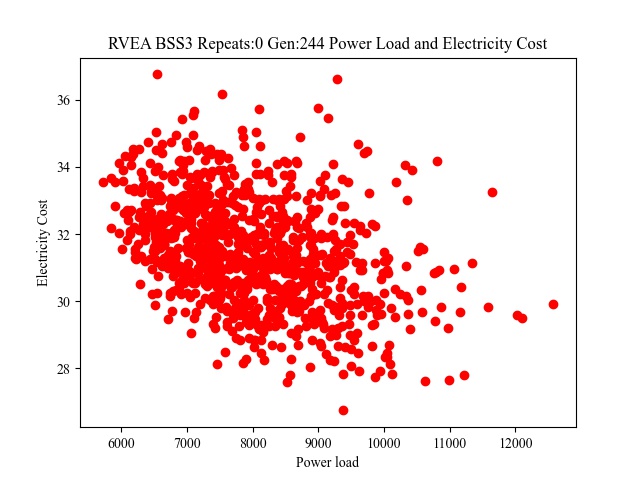 RVEA BSS3 Repeats:0 Gen:244 Power Load and Electricity Cost
36
34
32
30
28
Electricity Cost
6000 7000 8000 9000 10000 11000 12000
Power load